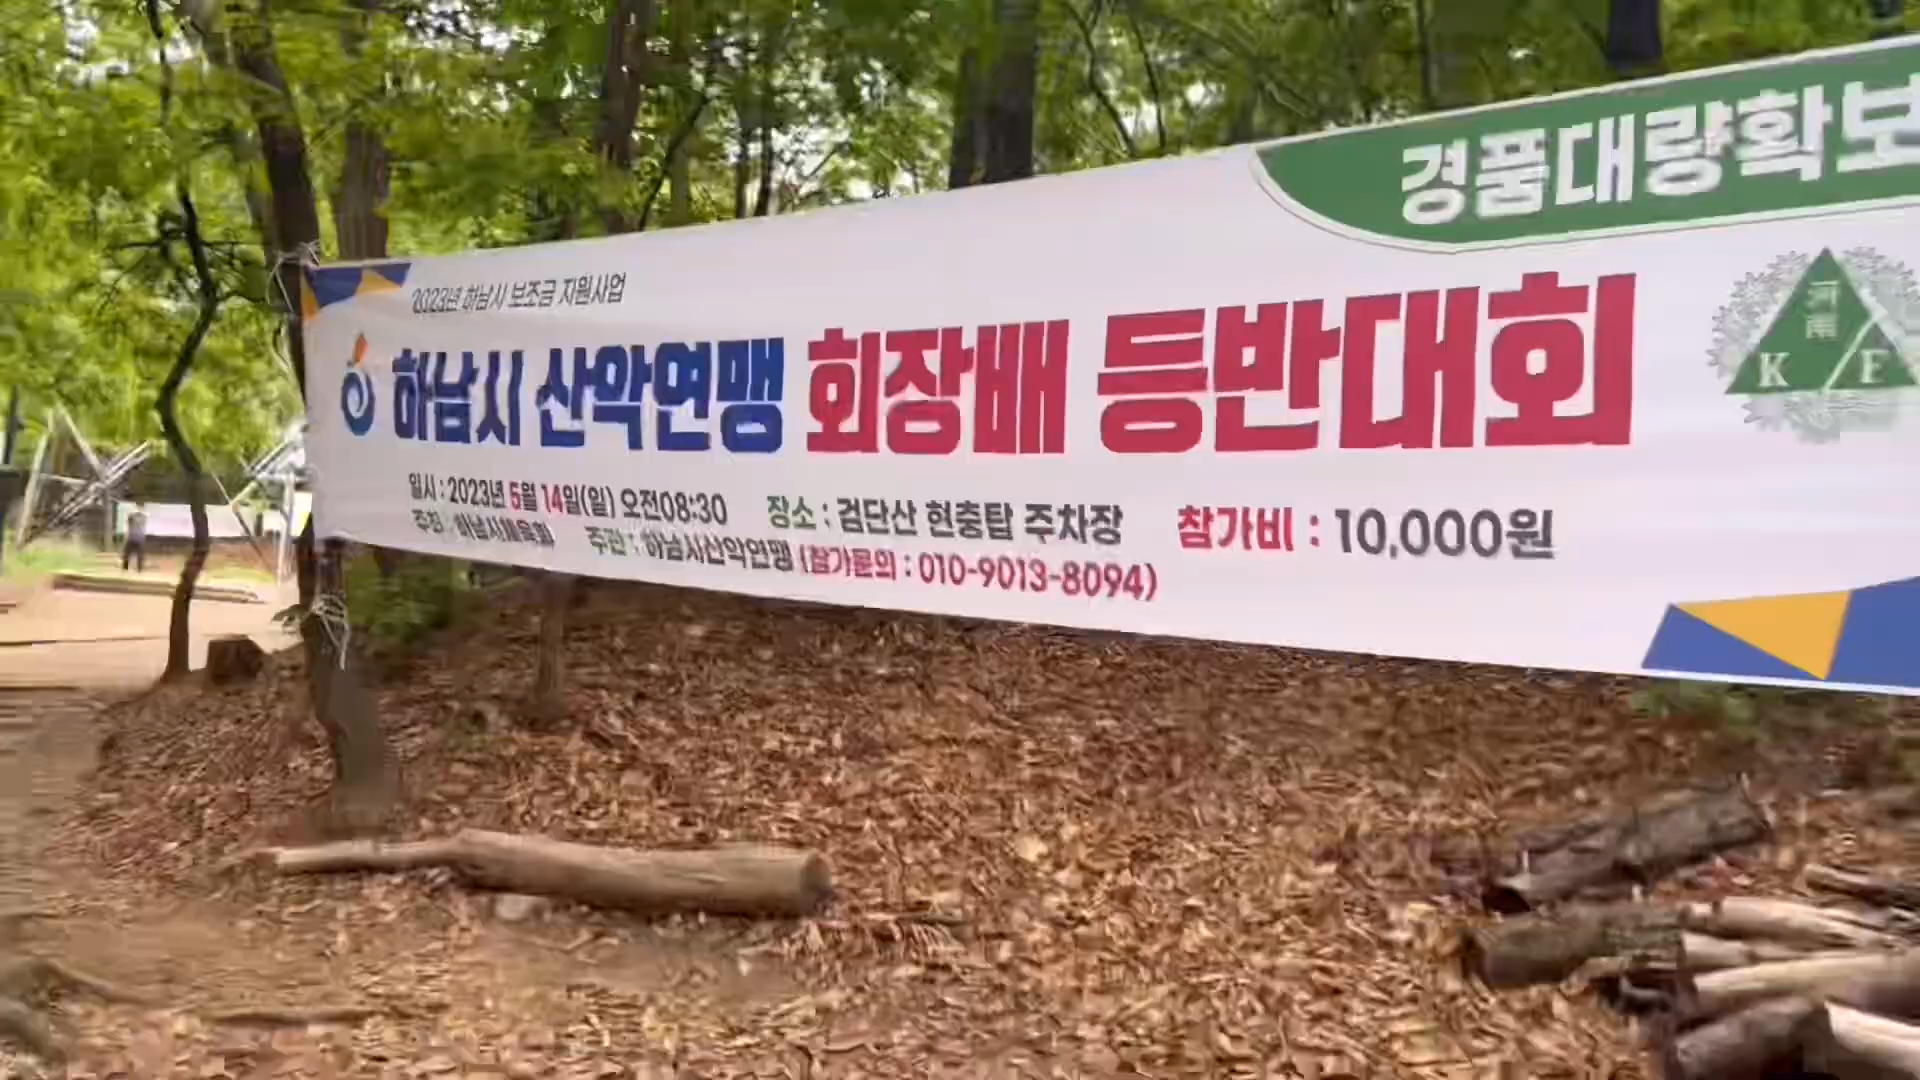 경품대량확보
2023년 하남시 보조금 지원사업
하남시 산악연맹 회장배 등반대회
일시 : 2023년 5월 14일(일) 오전08:30 장소 : 검단산 현충탑 주차장 참가비 : 10,000원
주최 : 하남시체육회 주관 : 하남시산악연맹 (참가문의 : 010-9013-8094)
河南
K F